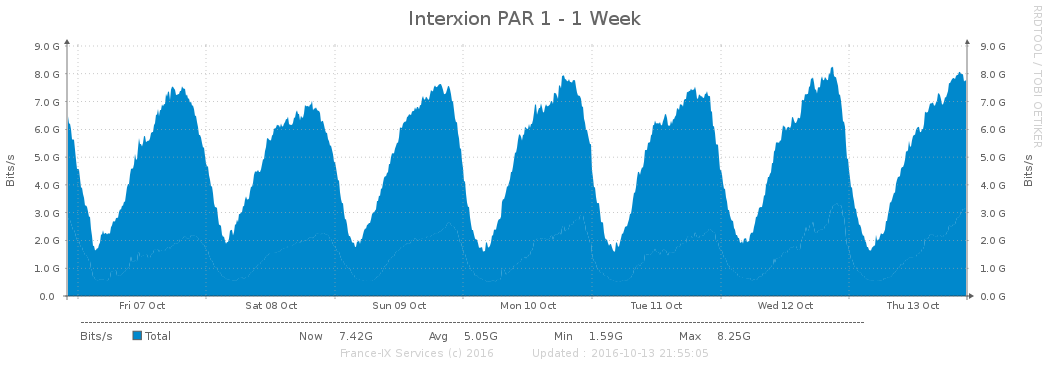 Interxion PAR 1 - 1 Week
RRDTOOL / TOBI OETIKER
Bits/s
9.0 G 9.0 G
8.0 G 8.0 G
7.0 G 7.0 G
6.0 G 6.0 G
5.0 G 5.0 G
4.0 G 4.0 G
3.0 G 3.0 G
2.0 G 2.0 G
1.0 G 1.0 G
0.0 0.0 G
Bits/s
Fri 07 Oct Sat 08 Oct Sun 09 Oct Mon 10 Oct Tue 11 Oct Wed 12 Oct Thu 13 Oct
Bits/s Total Now 7.42G Avg 5.05G Min 1.59G Max 8.25G
France-IX Services (c) 2016 Updated : 2016-10-13 21:55:05